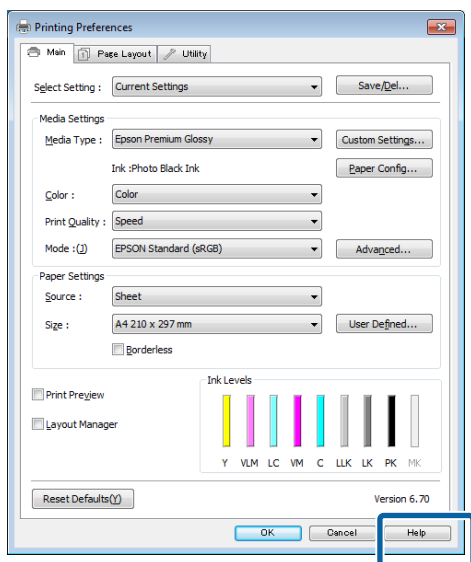 Printing Preferences
Main Page Layout Utility
Select Setting : Current Settings Save/Del...
Media Settings
Media Type : Epson Premium Glossy Custom Settings...
Ink :Photo Black Ink Paper Config...
Color : Color
Print Quality : Speed
Mode :(J) EPSON Standard (sRGB) Advanced...
Paper Settings
Source : Sheet
Size : A4 210 x 297 mm User Defined...
Borderless
Ink Levels
Print Preview
Layout Manager
Y VLM LC VM C LLK LK PK MK
Reset Defaults(Y) Version 6.70
OK Cancel Help